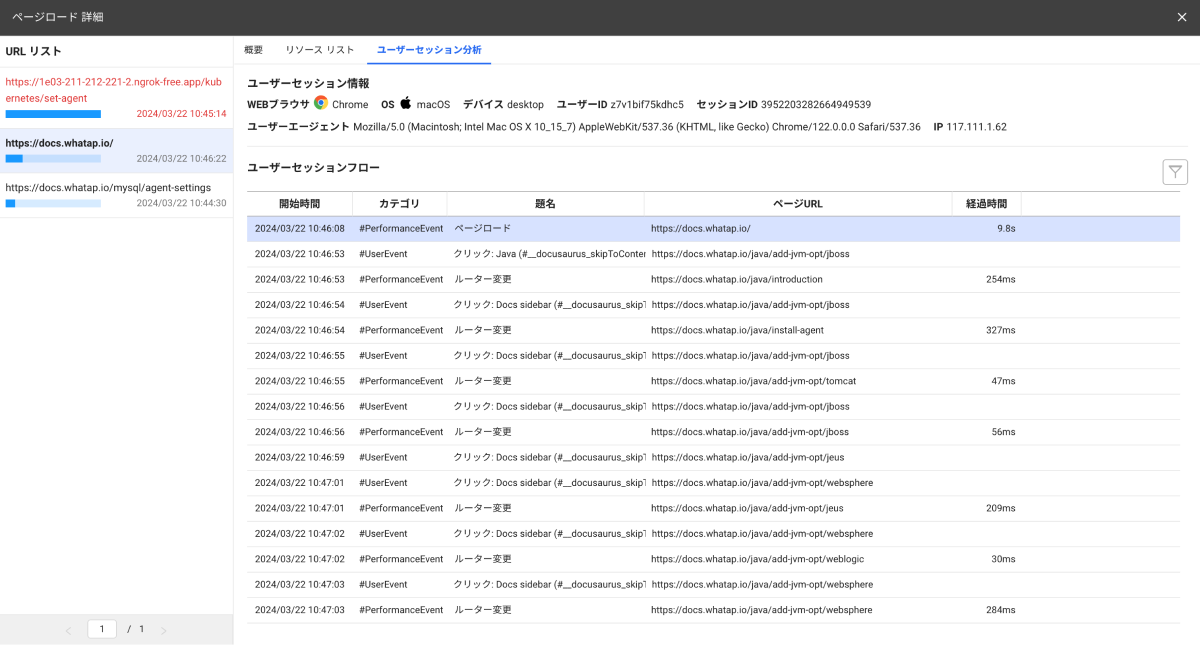 ページロード 詳細
URL リスト
https://1e03-211-212-221-2.ngrok-free.app/kub
ernetes/set-agent
2024/03/22 10:45:14
https://docs.whatap.io/
2024/03/22 10:46:22
https://docs.whatap.io/mysql/agent-settings
2024/03/22 10:44:30
1 / 1
概要 リソース リスト ユーザーセッション分析
ユーザーセッション情報
WEBブラウザ Chrome OS macOS デバイス desktop ユーザーID z7v1bif75kdhc5 セッションID 3952203282664949539
ユーザーエージェント Mozilla/5.0 (Macintosh; Intel Mac OS X 10_15_7) AppleWebKit/537.36 (KHTML, like Gecko) Chrome/122.0.0.0 Safari/537.36 IP 117.111.1.62
ユーザーセッションフロー
開始時間 カテゴリ 題名 ページURL 経過時間
2024/03/22 10:46:08 #PerformanceEvent ページロード https://docs.whatap.io/ 9.8s
2024/03/22 10:46:53 #UserEvent クリック: Java (#__docusaurus_skipToConter https://docs.whatap.io/java/add-jvm-opt/jboss
2024/03/22 10:46:53 #PerformanceEvent ルーター変更 https://docs.whatap.io/java/introduction 254ms
2024/03/22 10:46:54 #UserEvent クリック: Docs sidebar (#__docusaurus_skipT https://docs.whatap.io/java/add-jvm-opt/jboss
2024/03/22 10:46:54 #PerformanceEvent ルーター変更 https://docs.whatap.io/java/install-agent 327ms
2024/03/22 10:46:55 #UserEvent クリック: Docs sidebar (#__docusaurus_skipT https://docs.whatap.io/java/add-jvm-opt/jboss
2024/03/22 10:46:55 #PerformanceEvent ルーター変更 https://docs.whatap.io/java/add-jvm-opt/tomcat 47ms
2024/03/22 10:46:56 #UserEvent クリック: Docs sidebar (#__docusaurus_skipT https://docs.whatap.io/java/add-jvm-opt/jboss
2024/03/22 10:46:56 #PerformanceEvent ルーター変更 https://docs.whatap.io/java/add-jvm-opt/jboss 56ms
2024/03/22 10:46:59 #UserEvent クリック: Docs sidebar (#__docusaurus_skipT https://docs.whatap.io/java/add-jvm-opt/jeus
2024/03/22 10:47:01 #UserEvent クリック: Docs sidebar (#__docusaurus_skipT https://docs.whatap.io/java/add-jvm-opt/websphere
2024/03/22 10:47:01 #PerformanceEvent ルーター変更 https://docs.whatap.io/java/add-jvm-opt/jeus 209ms
2024/03/22 10:47:02 #UserEvent クリック: Docs sidebar (#__docusaurus_skipT https://docs.whatap.io/java/add-jvm-opt/websphere
2024/03/22 10:47:02 #PerformanceEvent ルーター変更 https://docs.whatap.io/java/add-jvm-opt/weblogic 30ms
2024/03/22 10:47:03 #UserEvent クリック: Docs sidebar (#__docusaurus_skipT https://docs.whatap.io/java/add-jvm-opt/websphere
2024/03/22 10:47:03 #PerformanceEvent ルーター変更 https://docs.whatap.io/java/add-jvm-opt/websphere 284ms